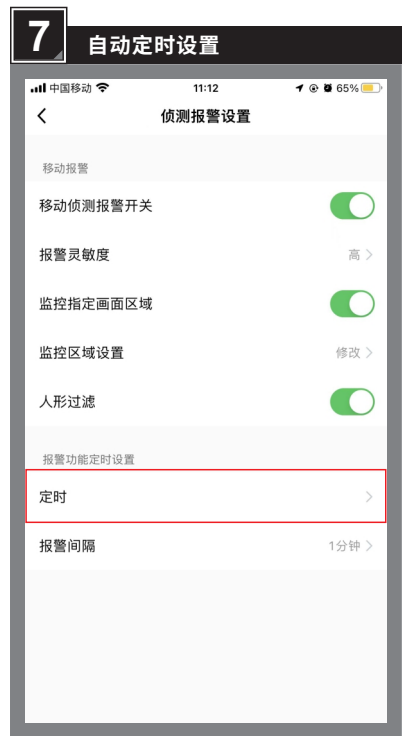 7 自动定时设置
中国移动 11:12 65%
侦测报警设置
移动报警
移动侦测报警开关
报警灵敏度 高
监控指定画面区域
监控区域设置 修改
人形过滤
报警功能定时设置
定时
报警间隔 1分钟